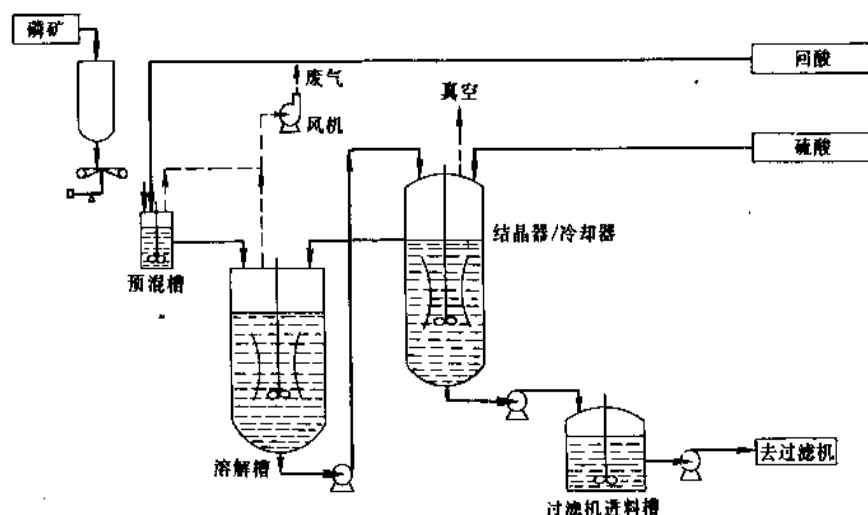 磷矿
回酸
废气
真空
风机
硫酸
结晶器/冷却器
预混槽
溶解槽
去过滤机
过滤机进料槽